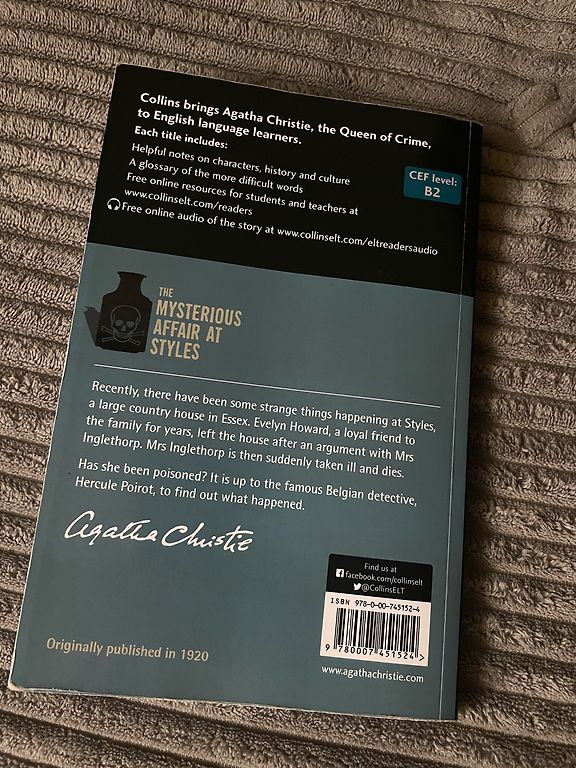 Collins brings Agatha Christie, the Queen of Crime,
to English language learners.
Each title includes:
Helpful notes on characters, history and culture
A glossary of the more difficult words
Free online resources for students and teachers at
www.collinselt.com/readers
Free online audio of the story at www.collinselt.com/eltreadersaudio
CEF level:
B2
THE
MYSTERIOUS
AFFAIR AT
STYLES
Recently, there have been some strange things happening at Styles,
a large country house in Essex. Evelyn Howard, a loyal friend to
the family for years, left the house after an argument with Mrs
Inglethorp. Mrs Inglethorp is then suddenly taken ill and dies.
Has she been poisoned? It is up to the famous Belgian detective,
Hercule Poirot, to find out what happened.
Agatha Christie
Find us at
facebook.com/collinselt
@CollinsELT
ISBN 978-0-00-745152-4
9 780007 451524 >
www.agathachristie.com
Originally published in 1920